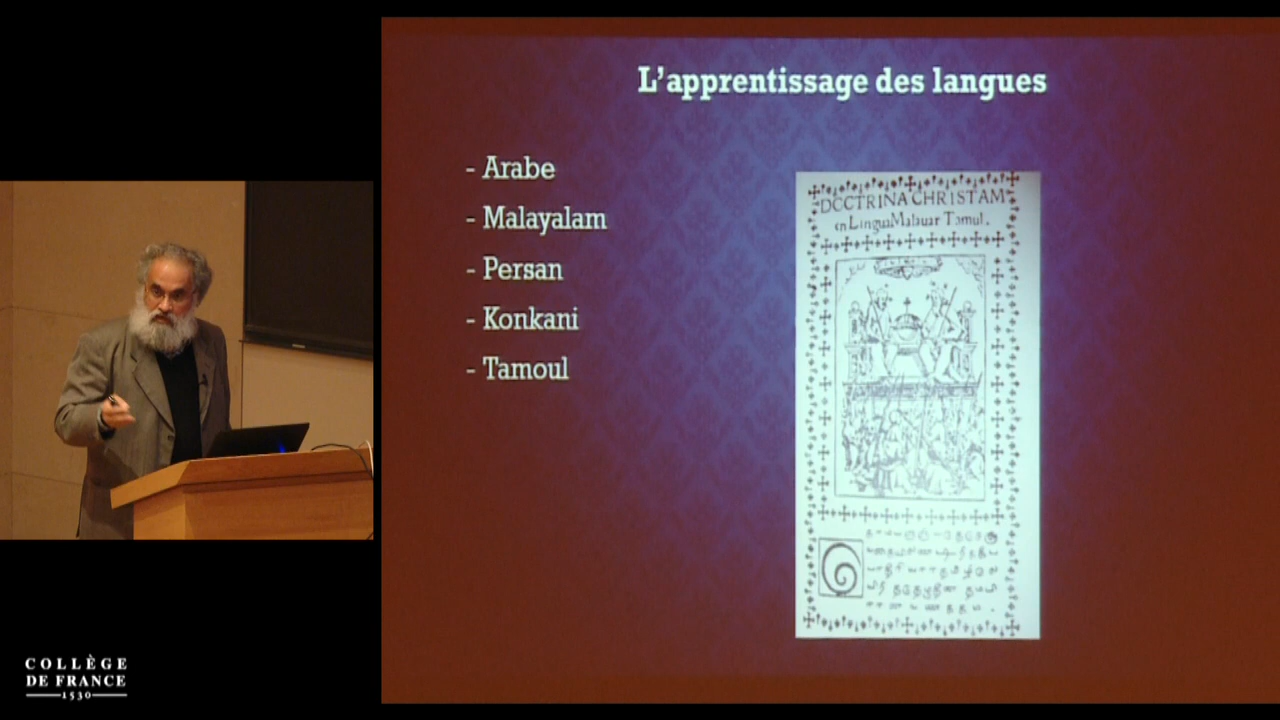 L'apprentissage des langues
- Arabe
- Malayalam
- Persan
- Konkani
- Tamoul
DOCTRINA CHRISTAM
en Lingua Malauar Tamul.
COLLÈGE
DE FRANCE
1530